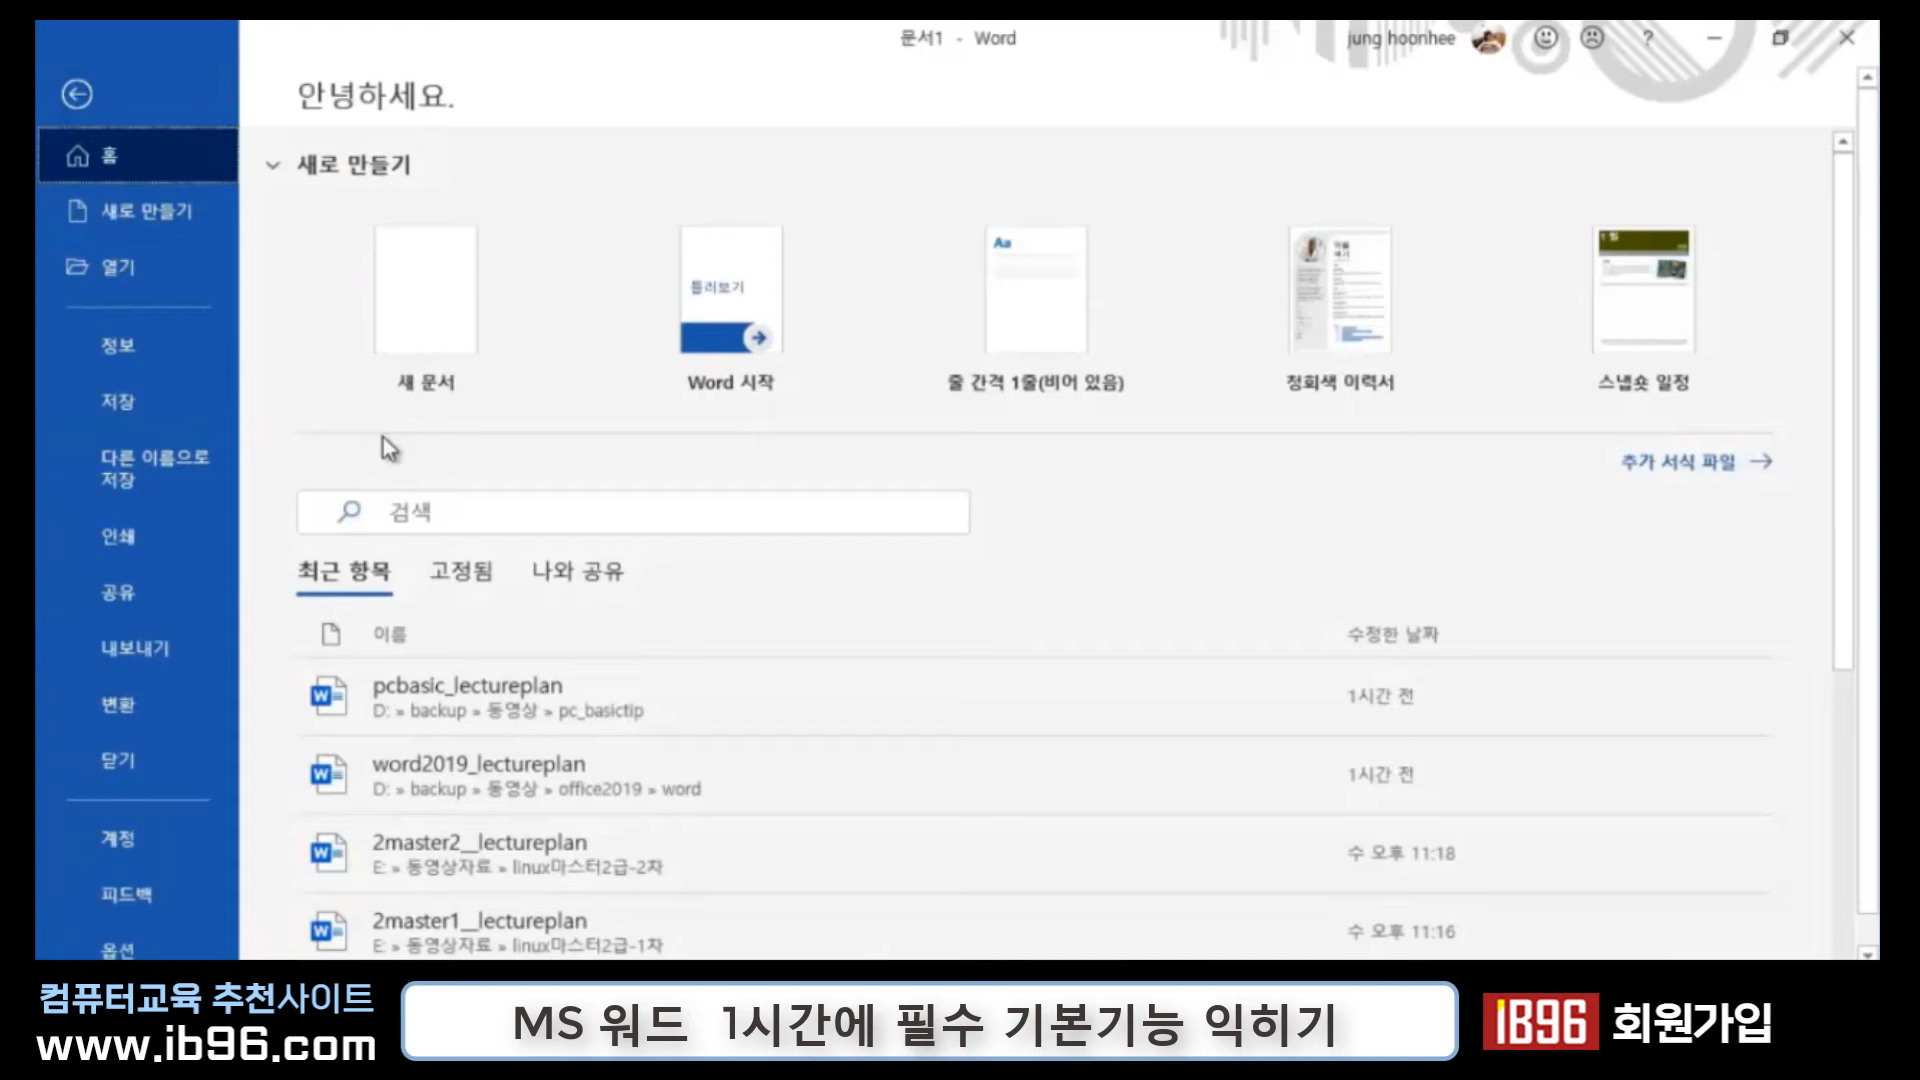 문서1 - Word
jung hoonhee
안녕하세요.
홈
새로 만들기
열기
정보
저장
다른 이름으로
저장
인쇄
공유
내보내기
변환
닫기
계정
피드백
옵션
새로 만들기
둘러보기
Aa
새 문서
Word 시작
줄 간격 1줄(비어 있음)
청회색 이력서
스냅숏 일정
추가 서식 파일
검색
최근 항목 고정됨 나와 공유
이름 수정한 날짜
pcbasic_lectureplan
D: » backup » 동영상 » pc_basictip
1시간 전
word2019_lectureplan
D: » backup » 동영상 » office2019 » word
1시간 전
2master2__lectureplan
E: » 동영상자료 » linux마스터2급-2차
수 오후 11:18
2master1__lectureplan
E: » 동영상자료 » linux마스터2급-1차
수 오후 11:16
컴퓨터교육 추천사이트
www.ib96.com
MS 워드 1시간에 필수 기본기능 익히기
IB96 회원가입